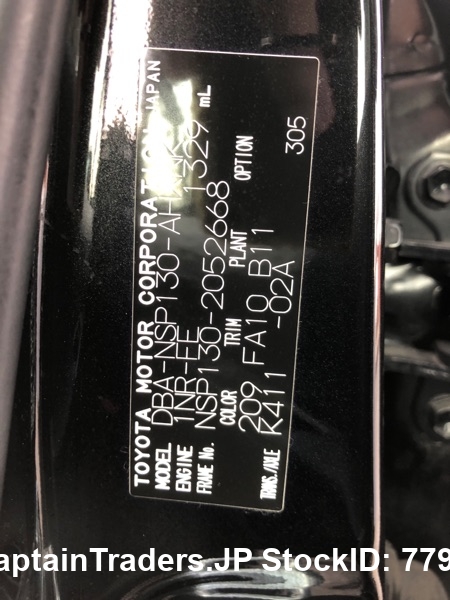 TOYOTA MOTOR CORPORATION JAPAN
MODEL DBA-NSP130-AHXNK
ENGINE 1NR-FE 1329 mL
FRAME No. NSP130-2052668
COLOR TRIM PLANT OPTION
209 FA10 B11
TRANS./AXLE K411 -02A 305
aptainTraders.JP StockID: 779